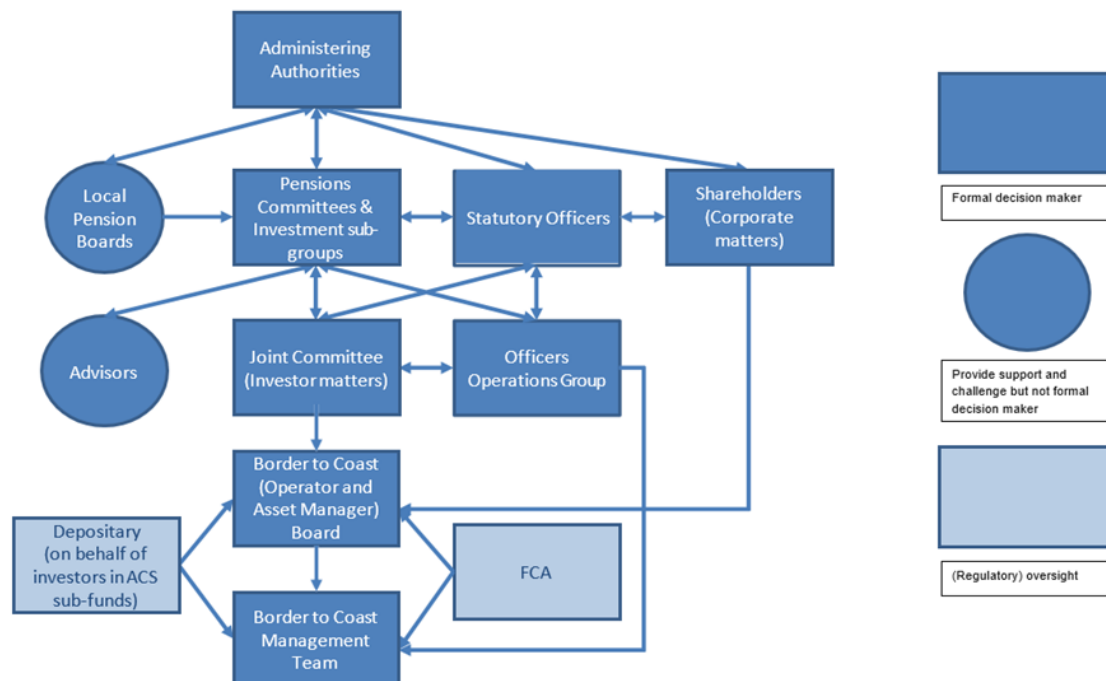 Administering
Authorities
Local
Pension
Boards
Pensions
Committees &
Investment sub-
groups
Statutory Officers
Shareholders
(Corporate
matters)
Advisors
Joint Committee
(Investor matters)
Officers
Operations Group
Border to Coast
(Operator and
Asset Manager)
Board
Depositary
(on behalf of
investors in ACS
sub-funds)
FCA
Border to Coast
Management
Team
Formal decision maker
Provide support and
challenge but not formal
decision maker
(Regulatory) oversight